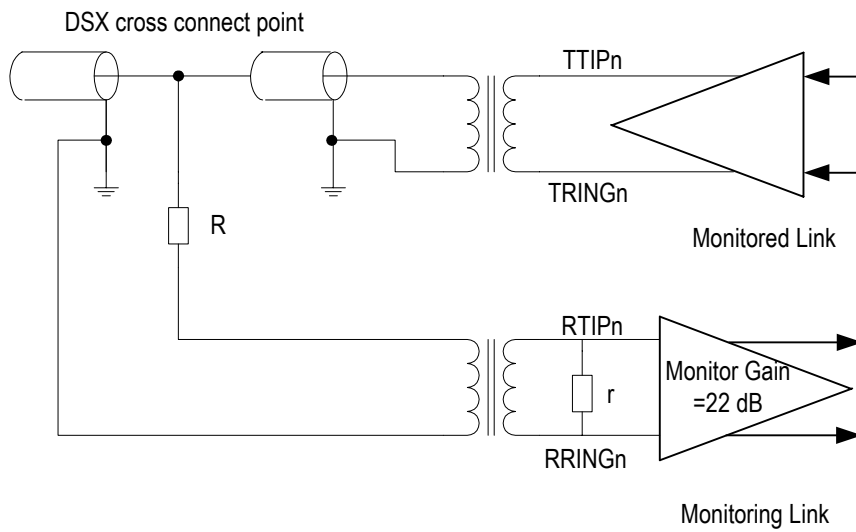 DSX cross connect point
TTIPn
TRINGn
R
Monitored Link
RTIPn
Monitor Gain
=22 dB
r
RRINGn
Monitoring Link